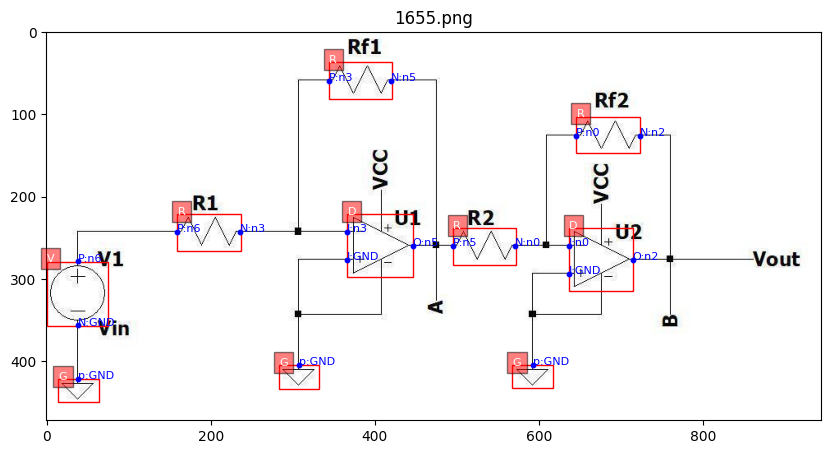 1655.png
0
100
200
300
400
0
200
400
600
800
R
Rf1
P:n3
N:n5
R
Rf2
P:n0
N:n2
VCC
VCC
R
R1
P:n6
N:n3
D
U1
I:n3
I:GND
O:n5
R
R2
P:n5
N:n0
D
U2
I:n0
I:GND
O:n2
V
V1
P:n6
N:GND
Vin
A
B
Vout
G
p:GND
G
p:GND
G
p:GND